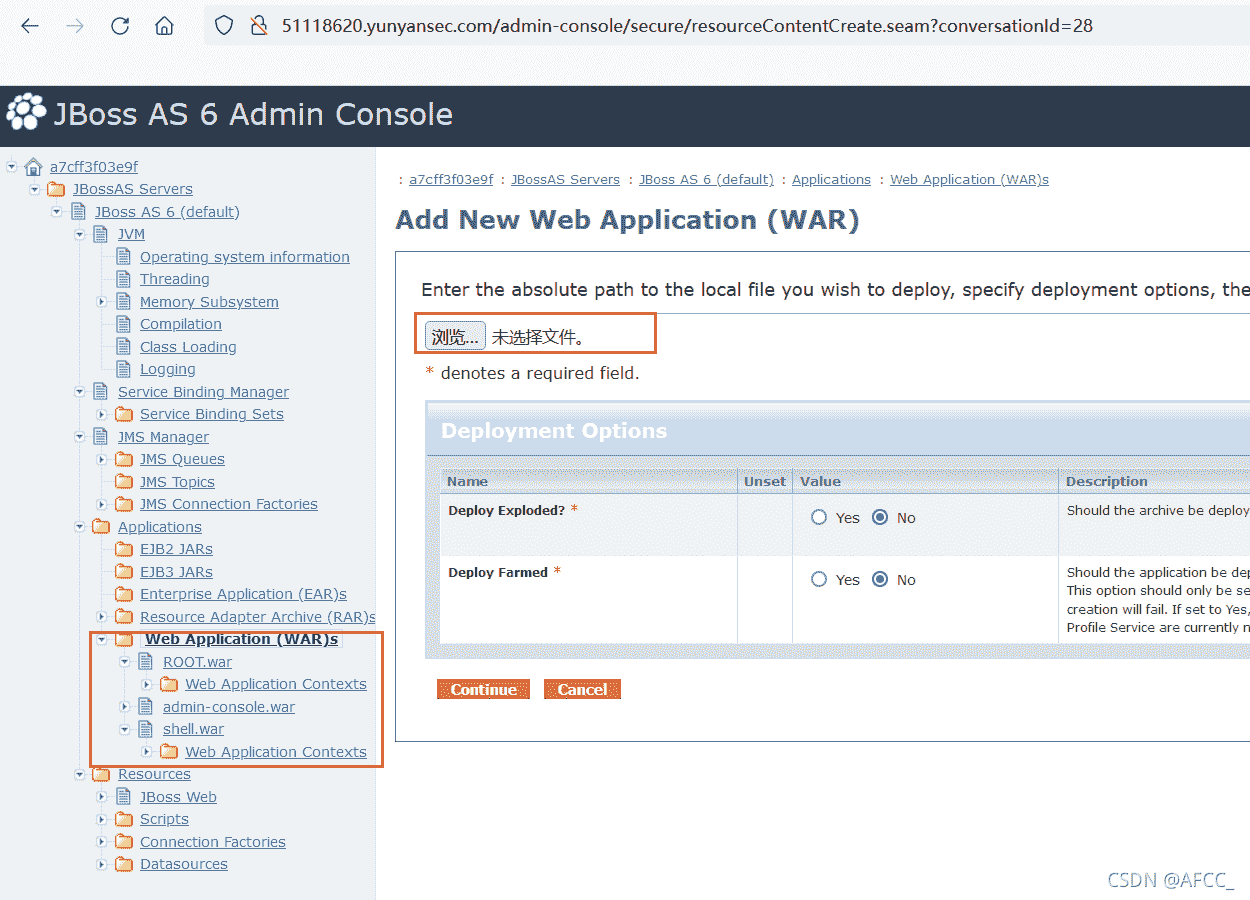 51118620.yunyansec.com/admin-console/secure/resourceContentCreate.seam?conversationId=28
JBoss AS 6 Admin Console
a7cff3f03e9f
JBossAS Servers
JBoss AS 6 (default)
JVM
Operating system information
Threading
Memory Subsystem
Compilation
Class Loading
Logging
Service Binding Manager
Service Binding Sets
JMS Manager
JMS Queues
JMS Topics
JMS Connection Factories
Applications
EJB2 JARs
EJB3 JARs
Enterprise Application (EAR)s
Resource Adapter Archive (RAR)s
Web Application (WAR)s
ROOT.war
Web Application Contexts
admin-console.war
shell.war
Web Application Contexts
Resources
JBoss Web
Scripts
Connection Factories
Datasources
: a7cff3f03e9f : JBossAS Servers : JBoss AS 6 (default) : Applications : Web Application (WAR)s
Add New Web Application (WAR)
Enter the absolute path to the local file you wish to deploy, specify deployment options, the
浏览... 未选择文件。
* denotes a required field.
Deployment Options
Name Unset Value Description
Deploy Exploded? * Yes No Should the archive be deploy
Deploy Farmed * Yes No Should the application be dep
This option should only be se
creation will fail. If set to Yes,
Profile Service are currently n
Continue Cancel
CSDN @AFCC_